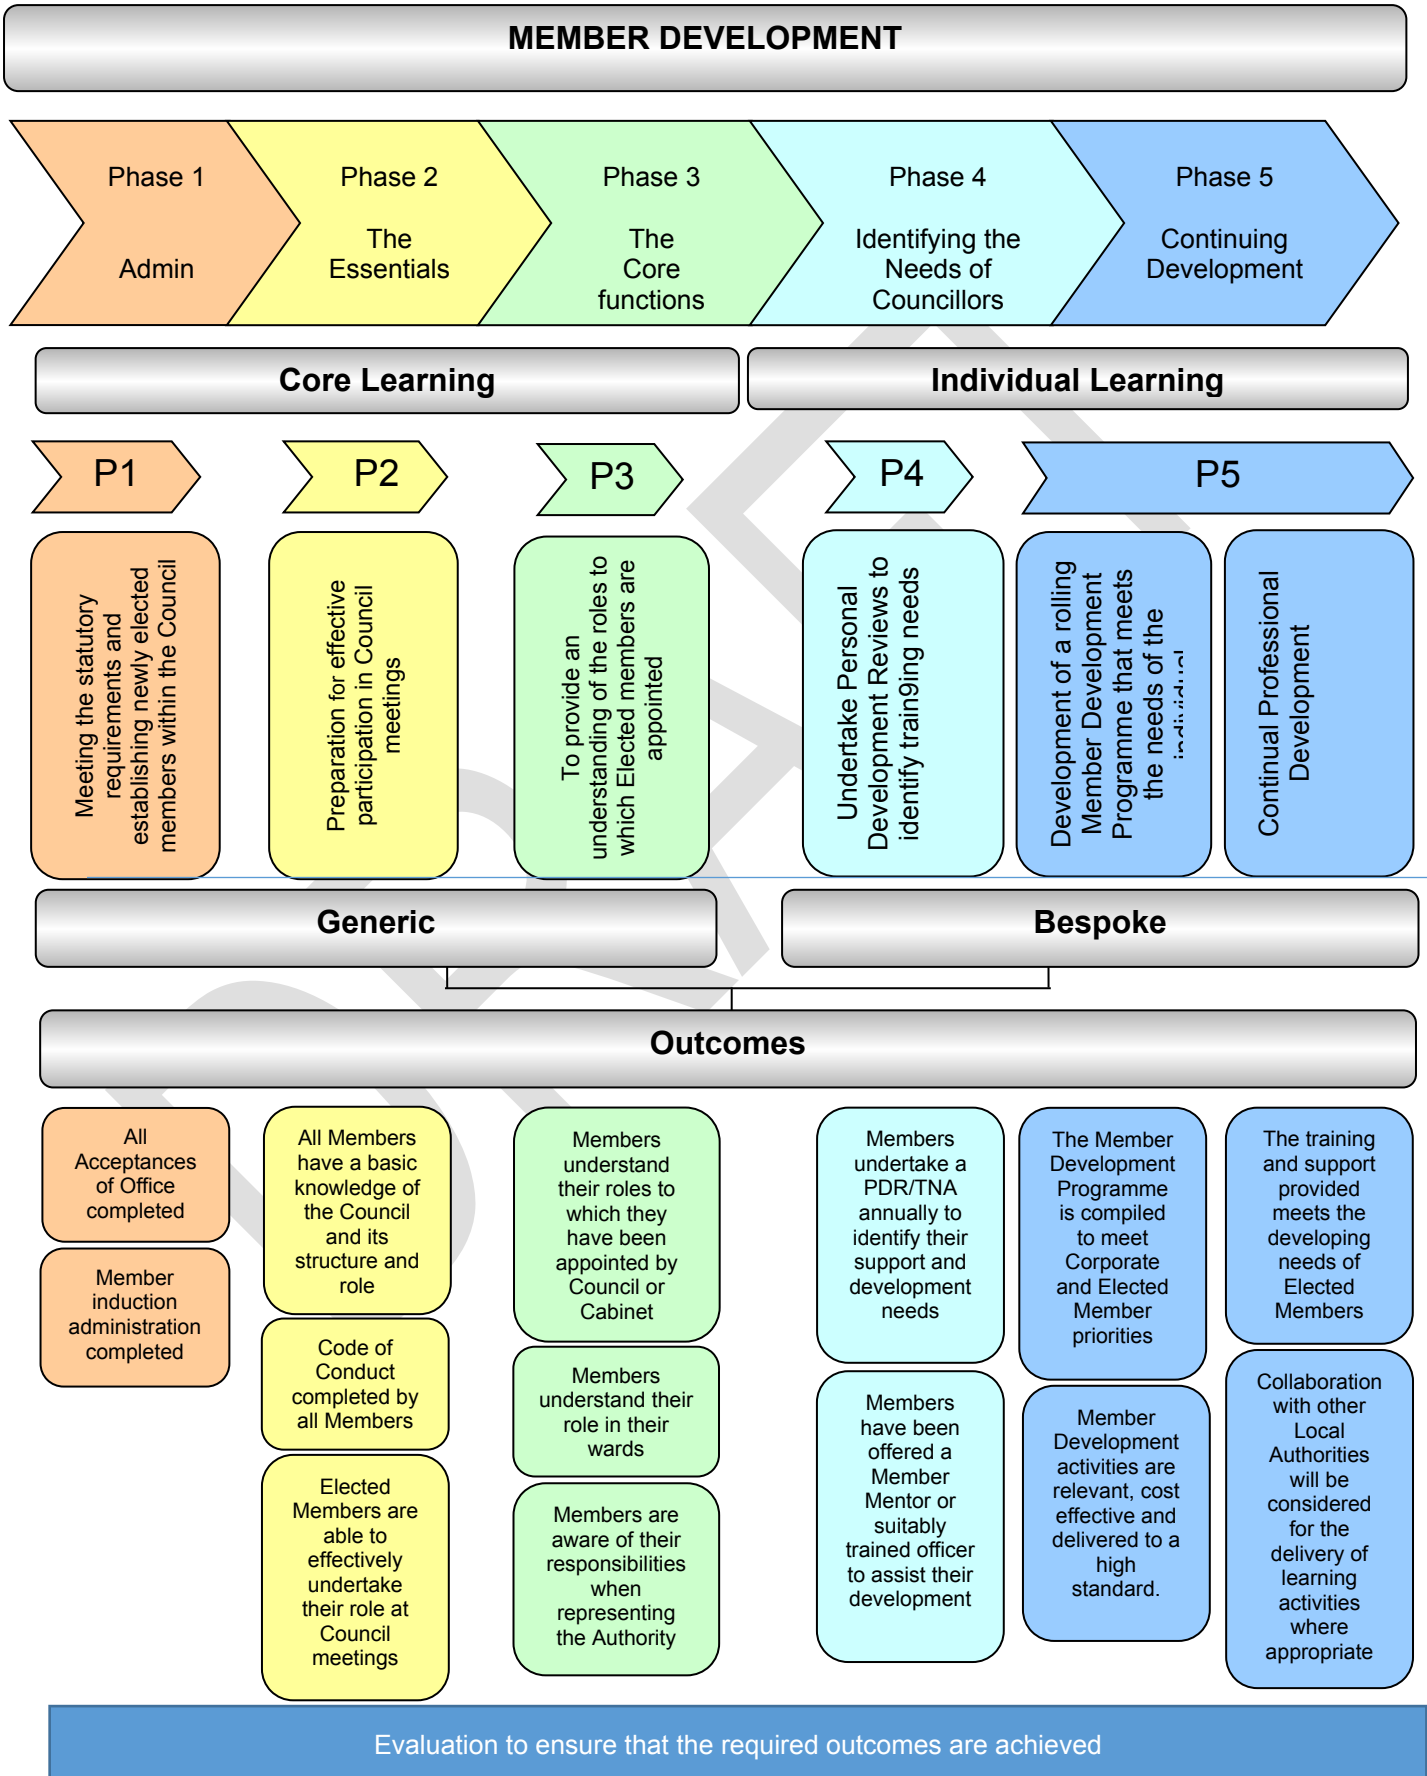 MEMBER DEVELOPMENT
Phase 1
Admin
Phase 2
The
Essentials
Phase 3
The
Core
functions
Phase 4
Identifying the
Needs of
Councillors
Phase 5
Continuing
Development
Core Learning
Individual Learning
P1
P2
P3
P4
P5
Meeting the statutory
requirements and
establishing newly elected
members within the Council
Preparation for effective
participation in Council
meetings
To provide an
understanding of the roles to
which Elected members are
appointed
Undertake Personal
Development Reviews to
identify train9ing needs
Development of a rolling
Member Development
Programme that meets
the needs of the
individual
Continual Professional
Development
Generic
Bespoke
Outcomes
All
Acceptances
of Office
completed
Member
induction
administration
completed
All Members
have a basic
knowledge of
the Council
and its
structure and
role
Code of
Conduct
completed by
all Members
Elected
Members are
able to
effectively
undertake
their role at
Council
meetings
Members
understand
their roles to
which they
have been
appointed by
Council or
Cabinet
Members
understand their
role in their
wards
Members are
aware of their
responsibilities
when
representing
the Authority
Members
undertake a
PDR/TNA
annually to
identify their
support and
development
needs
Members
have been
offered a
Member
Mentor or
suitably
trained officer
to assist their
development
The Member
Development
Programme
is compiled
to meet
Corporate
and Elected
Member
priorities
Member
Development
activities are
relevant, cost
effective and
delivered to a
high
standard.
The training
and support
provided
meets the
developing
needs of
Elected
Members
Collaboration
with other
Local
Authorities
will be
considered
for the
delivery of
learning
activities
where
appropriate
Evaluation to ensure that the required outcomes are achieved
DRAFT